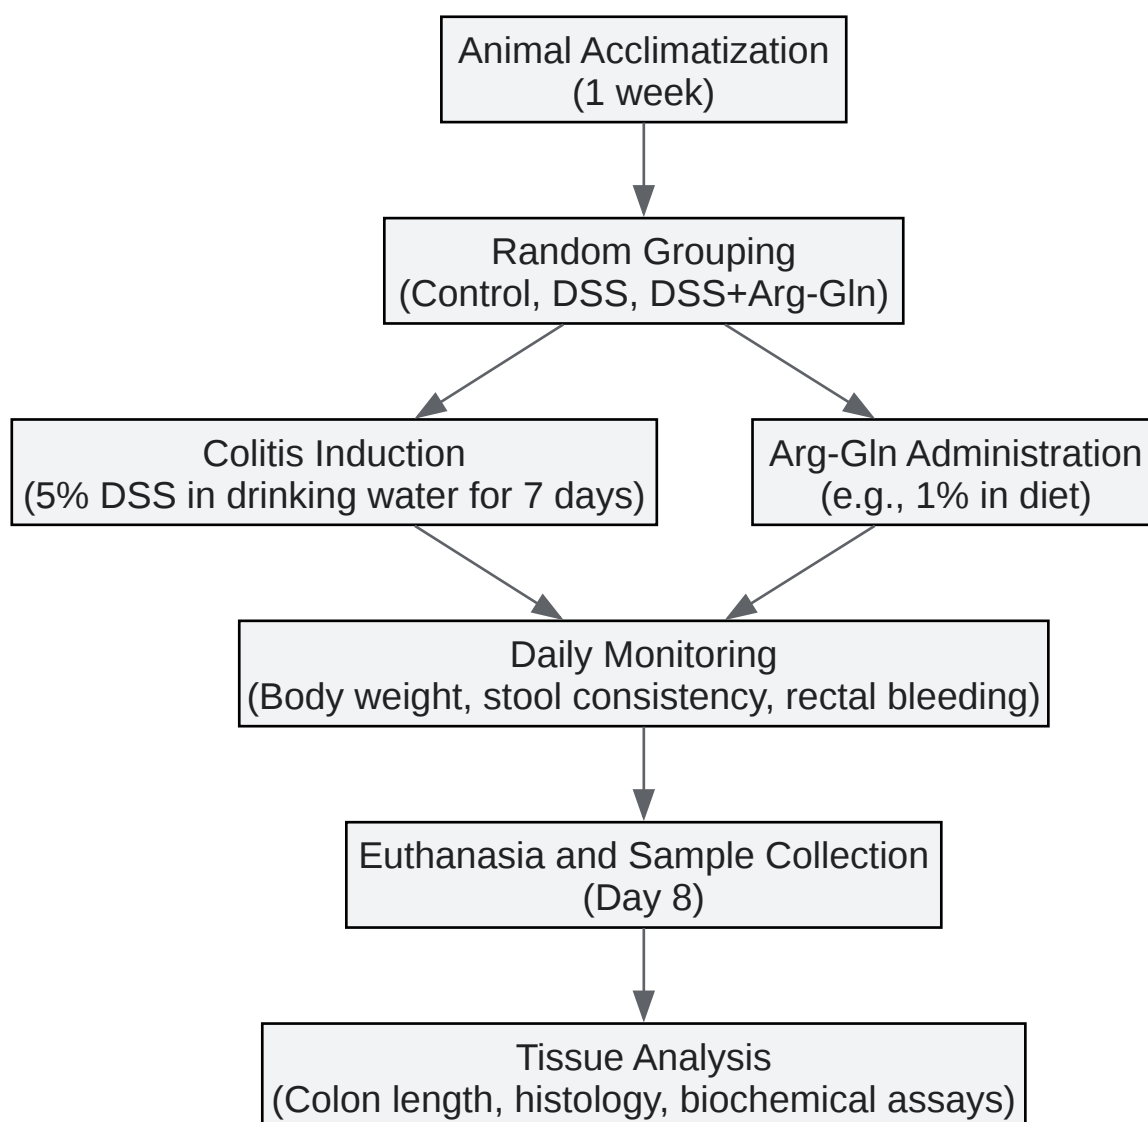 Animal Acclimatization
(1 week)
Random Grouping
(Control, DSS, DSS+Arg-Gln)
Colitis Induction
(5% DSS in drinking water for 7 days)
Arg-Gln Administration
(e.g., 1% in diet)
Daily Monitoring
(Body weight, stool consistency, rectal bleeding)
Euthanasia and Sample Collection
(Day 8)
Tissue Analysis
(Colon length, histology, biochemical assays)